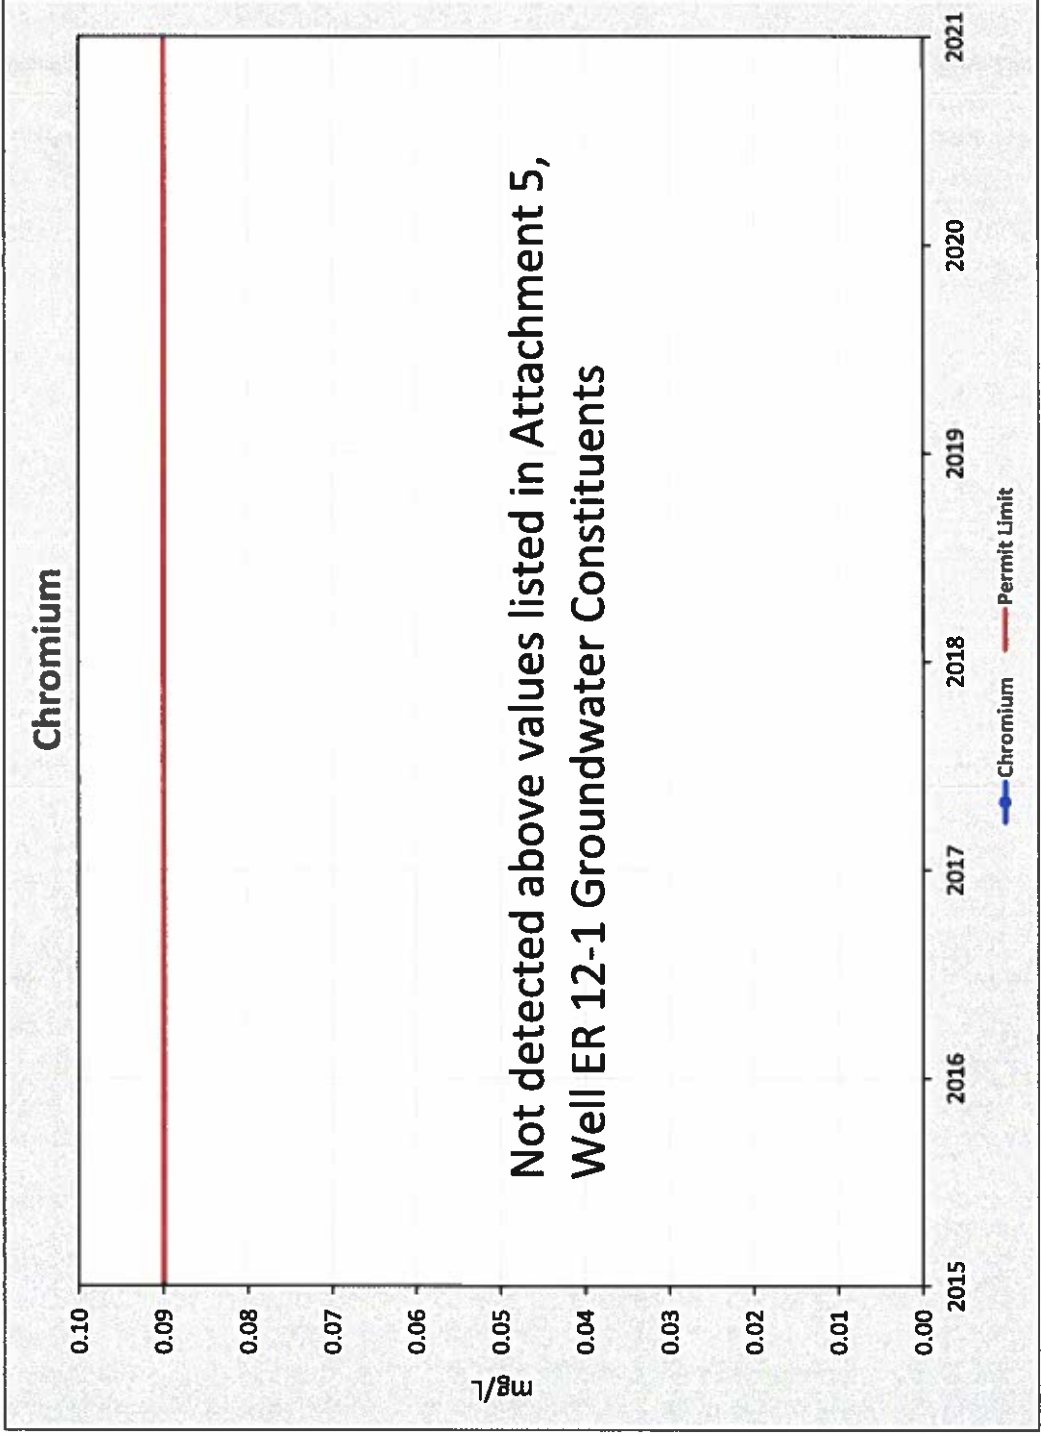 Chromium
0.10
0.09
0.08
0.07
0.06
0.05
0.04
0.03
0.02
0.01
0.00
mg/L
Not detected above values listed in Attachment 5,
Well ER 12-1 Groundwater Constituents
2015 2016 2017 2018 2019 2020 2021
Chromium Permit Limit